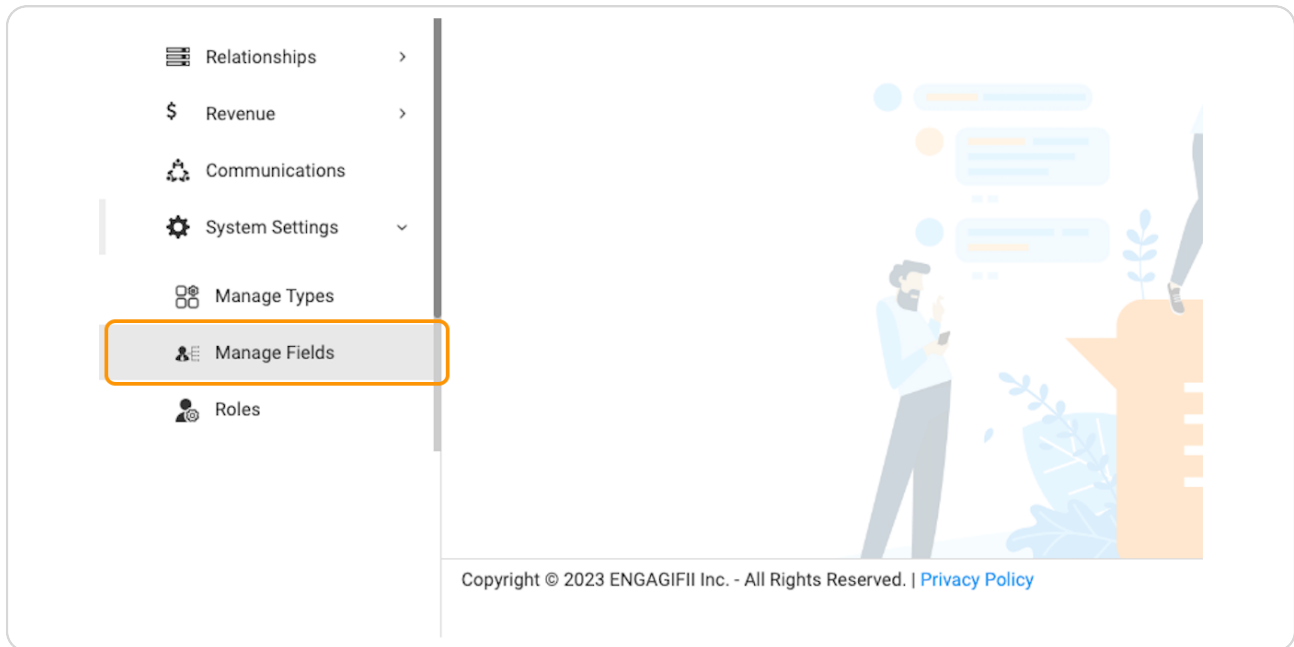 Relationships
$ Revenue
Communications
System Settings
Manage Types
Manage Fields
Roles
Copyright © 2023 ENGAGIFII Inc. - All Rights Reserved. | Privacy Policy